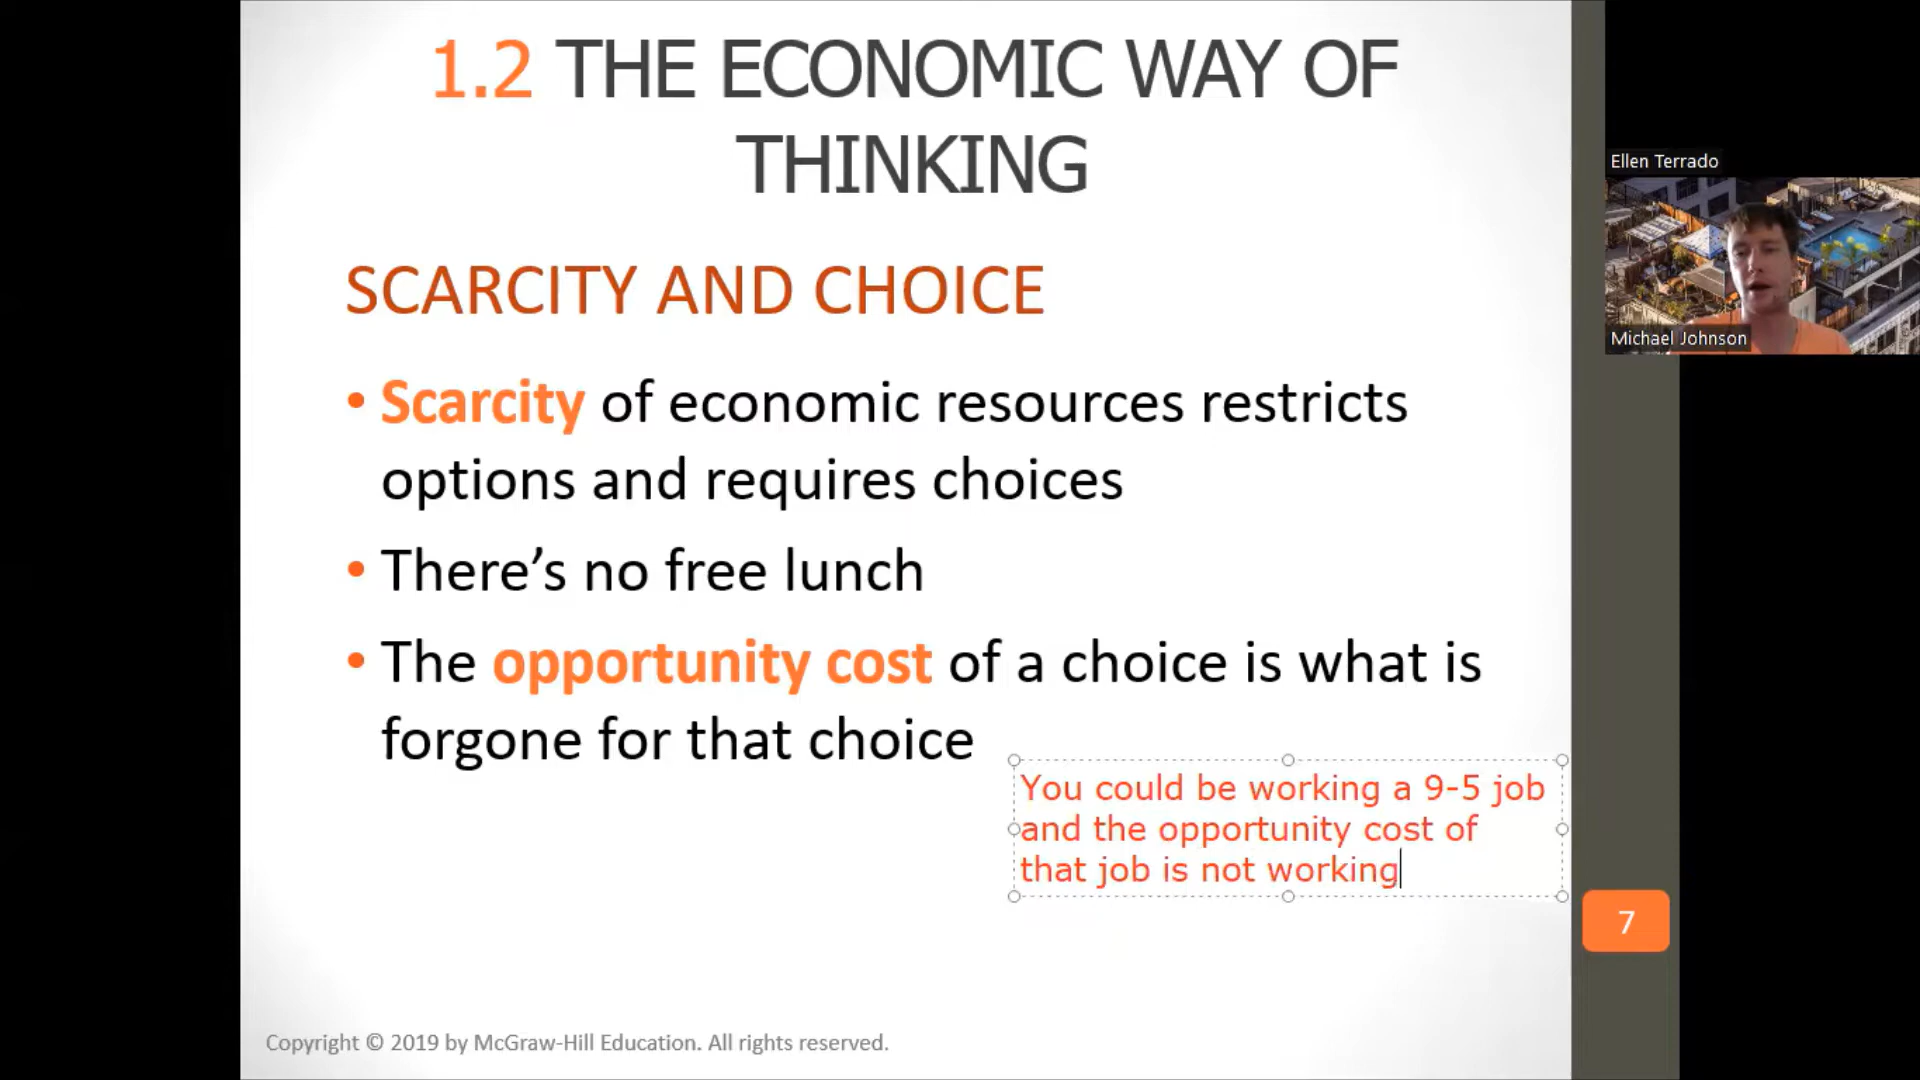 1.2 THE ECONOMIC WAY OF
THINKING
SCARCITY AND CHOICE
• Scarcity of economic resources restricts
options and requires choices
• There’s no free lunch
• The opportunity cost of a choice is what is
forgone for that choice
You could be working a 9-5 job
and the opportunity cost of
that job is not working
7
Copyright © 2019 by McGraw-Hill Education. All rights reserved.
Ellen Terrado
Michael Johnson